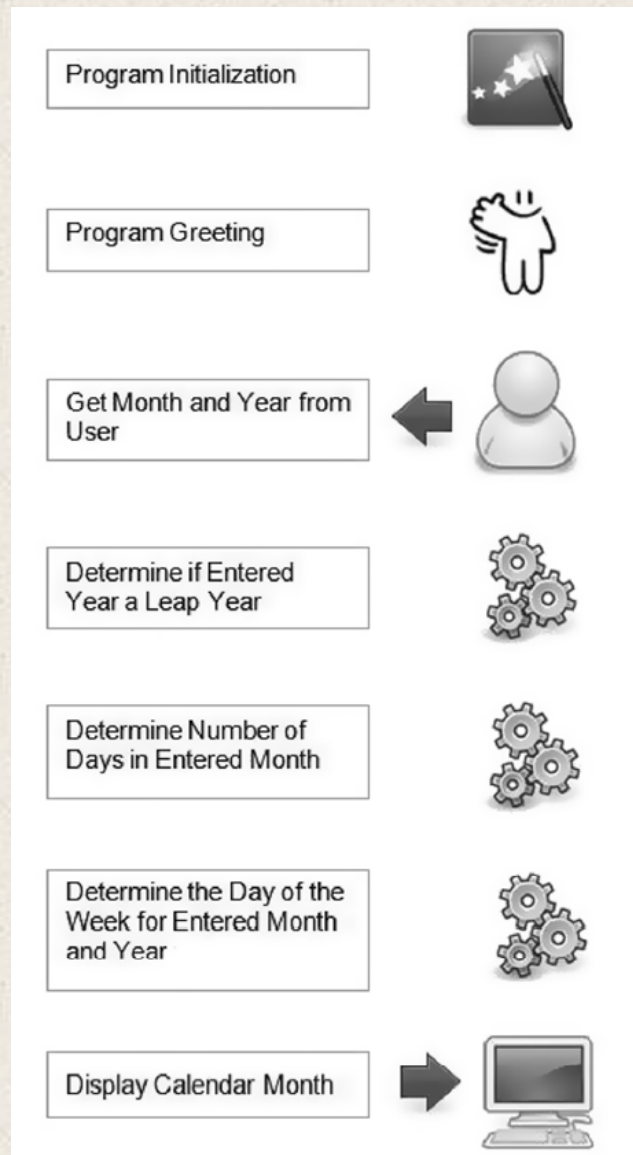 Program Initialization
Program Greeting
Get Month and Year from
User
Determine if Entered
Year a Leap Year
Determine Number of
Days in Entered Month
Determine the Day of the
Week for Entered Month
and Year
Display Calendar Month